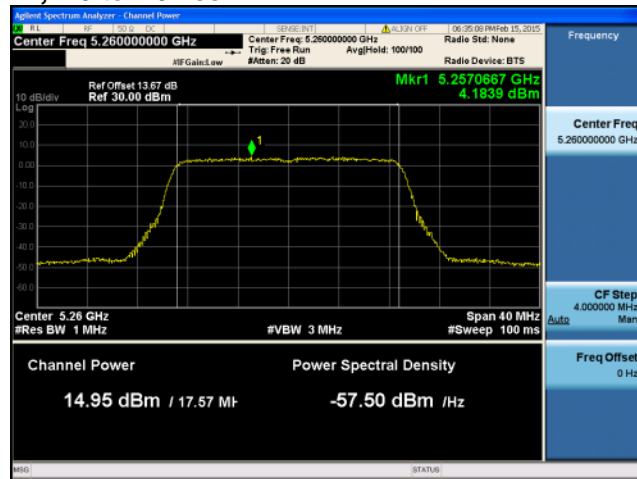 Agilent Spectrum Analyzer - Channel Power
RL RF 50 Ω DC SENSE:INT ALIGN OFF 06:35:08 PM Feb 15, 2015
Center Freq 5.260000000 GHz
Center Freq: 5.260000000 GHz
Radio Std: None
Trig: Free Run Avg|Hold: 100/100
#IFGain:Low #Atten: 20 dB Radio Device: BTS
Frequency
Mkr1 5.2570667 GHz
4.1839 dBm
Ref Offset 13.67 dB
10 dB/div Ref 30.00 dBm
Log
20.0
10.0
0.00
-10.0
-20.0
-30.0
-40.0
-50.0
-60.0
1
Center Freq
5.260000000 GHz
Center 5.26 GHz Span 40 MHz
#Res BW 1 MHz #VBW 3 MHz #Sweep 100 ms
CF Step
4.000000 MHz
Auto Man
Channel Power Power Spectral Density
14.95 dBm / 17.57 MH
-57.50 dBm /Hz
Freq Offset
0 Hz
MSG STATUS